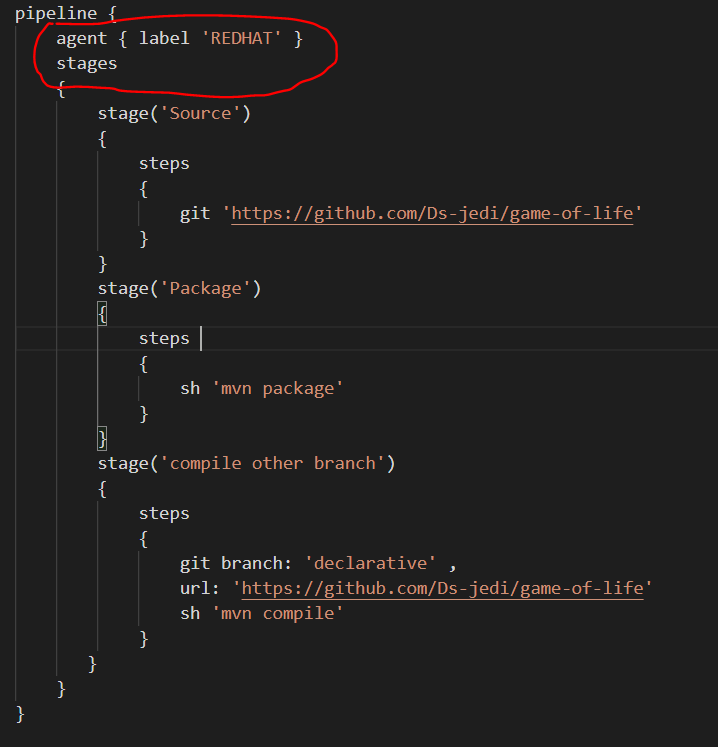 pipeline {
agent { label 'REDHAT' }
stages
{
stage('Source')
{
steps
{
git 'https://github.com/Ds-jedi/game-of-life'
}
}
stage('Package')
{
steps
{
sh 'mvn package'
}
}
stage('compile other branch')
{
steps
{
git branch: 'declarative' ,
url: 'https://github.com/Ds-jedi/game-of-life'
sh 'mvn compile'
}
}
}
}